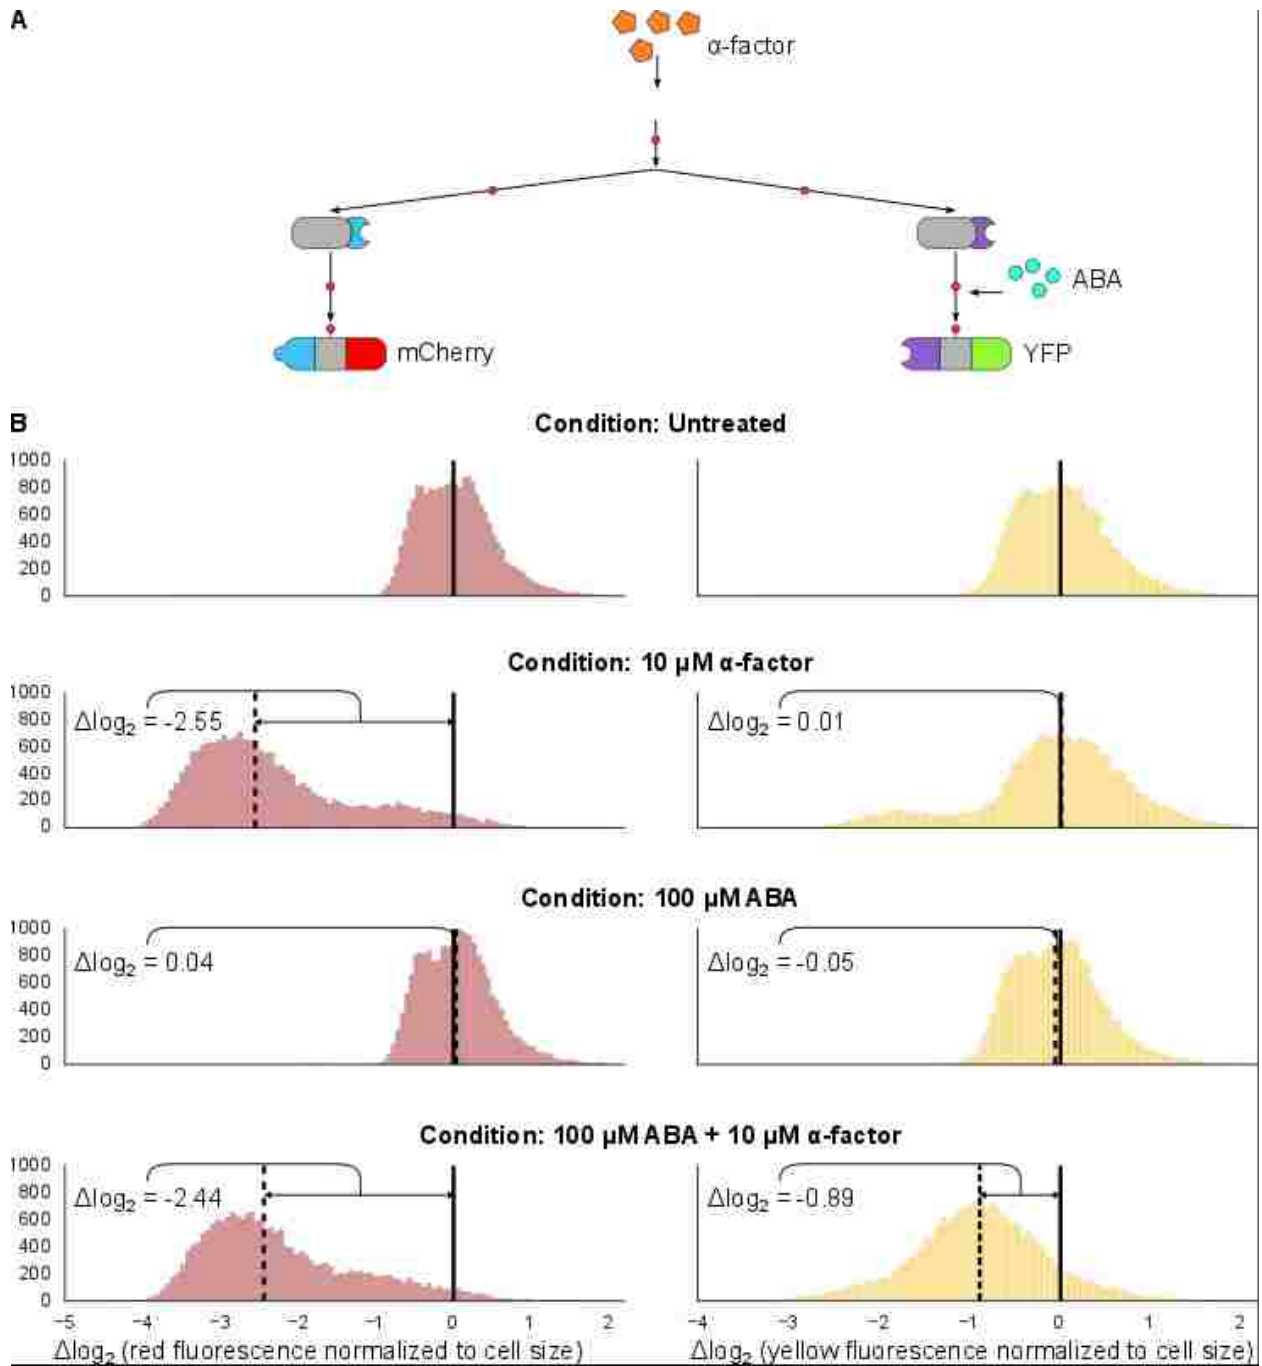 A
α-factor
ABA
mCherry
YFP
B
Condition: Untreated
1000
800
600
400
200
0
Condition: 10 µM α-factor
1000
800
600
400
200
0
Δlog2 = -2.55
Δlog2 = 0.01
Condition: 100 µM ABA
1000
800
600
400
200
0
Δlog2 = 0.04
Δlog2 = -0.05
Condition: 100 µM ABA + 10 µM α-factor
1000
800
600
400
200
0
Δlog2 = -2.44
Δlog2 = -0.89
−5 −4 −3 −2 −1 0 1 2
−4 −3 −2 −1 0 1 2
Δlog2 (red fluorescence normalized to cell size)
Δlog2 (yellow fluorescence normalized to cell size)